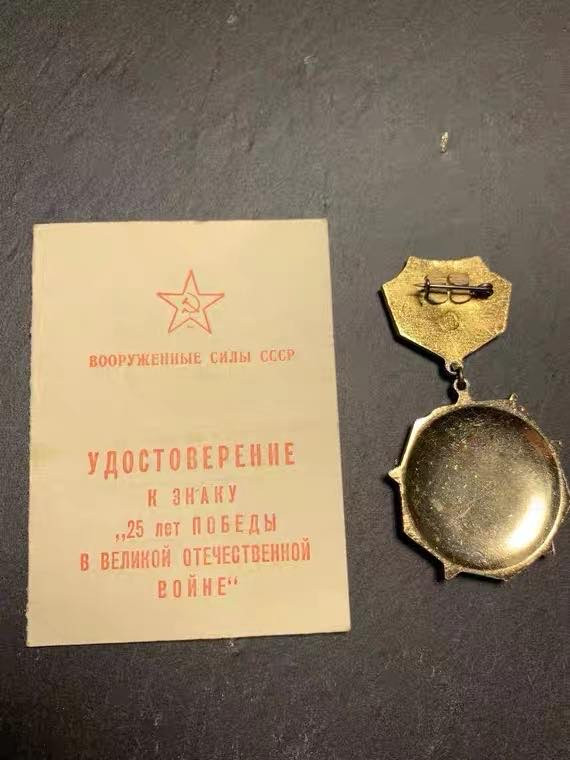 ВООРУЖЕННЫЕ СИЛЫ СССР
УДОСТОВЕРЕНИЕ
К ЗНАКУ
„25 лет ПОБЕДЫ
В ВЕЛИКОЙ ОТЕЧЕСТВЕННОЙ
ВОЙНЕ“